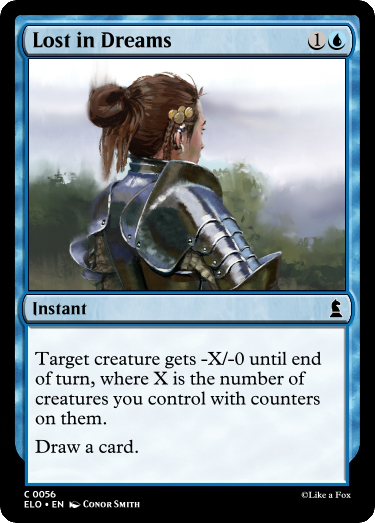 Lost in Dreams 1
Instant
Target creature gets -X/-0 until end
of turn, where X is the number of
creatures you control with counters
on them.
Draw a card.
C 0056
ELO • EN Conor Smith
©Like a Fox